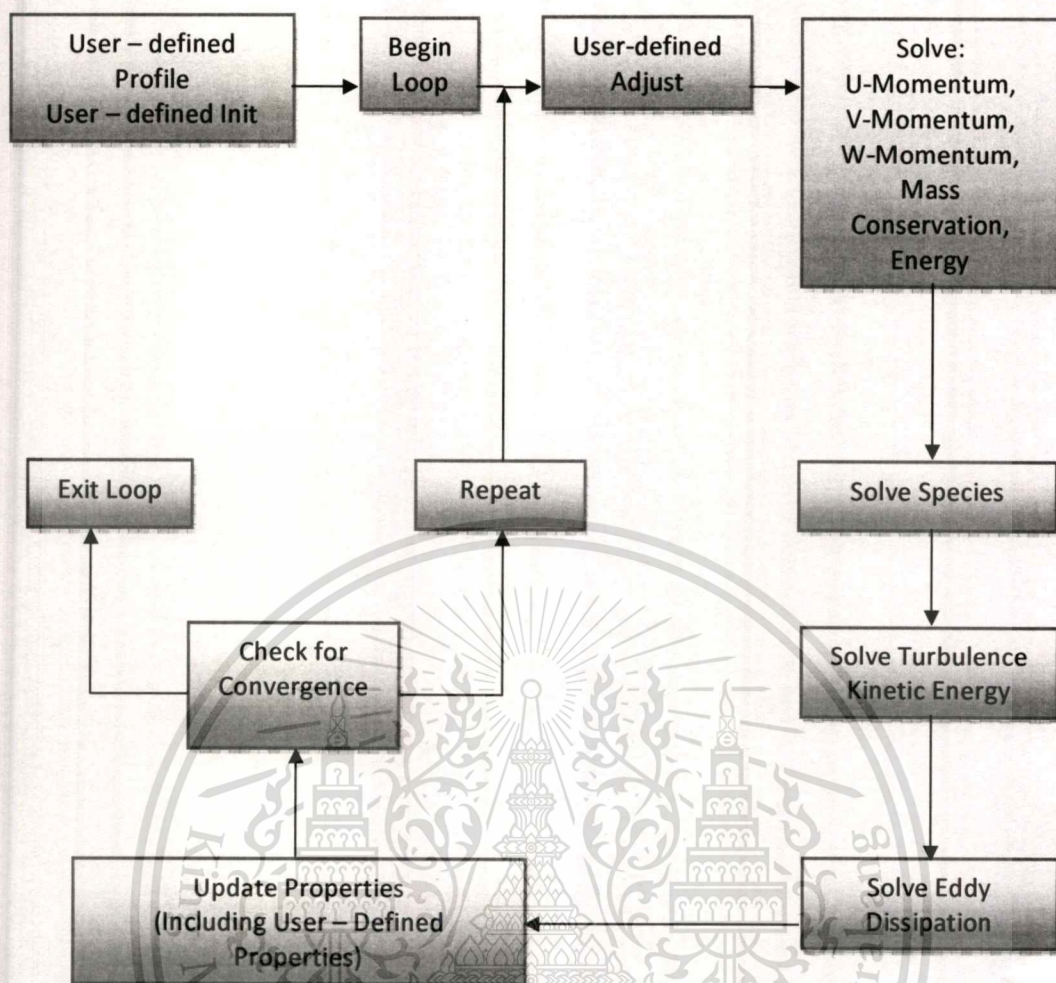 User – defined
Profile
User – defined Init
Begin
Loop
User-defined
Adjust
Solve:
U-Momentum,
V-Momentum,
W-Momentum,
Mass
Conservation,
Energy
Exit Loop
Repeat
Solve Species
Check for
Convergence
Solve Turbulence
Kinetic Energy
Update Properties
(Including User – Defined
Properties)
Solve Eddy
Dissipation